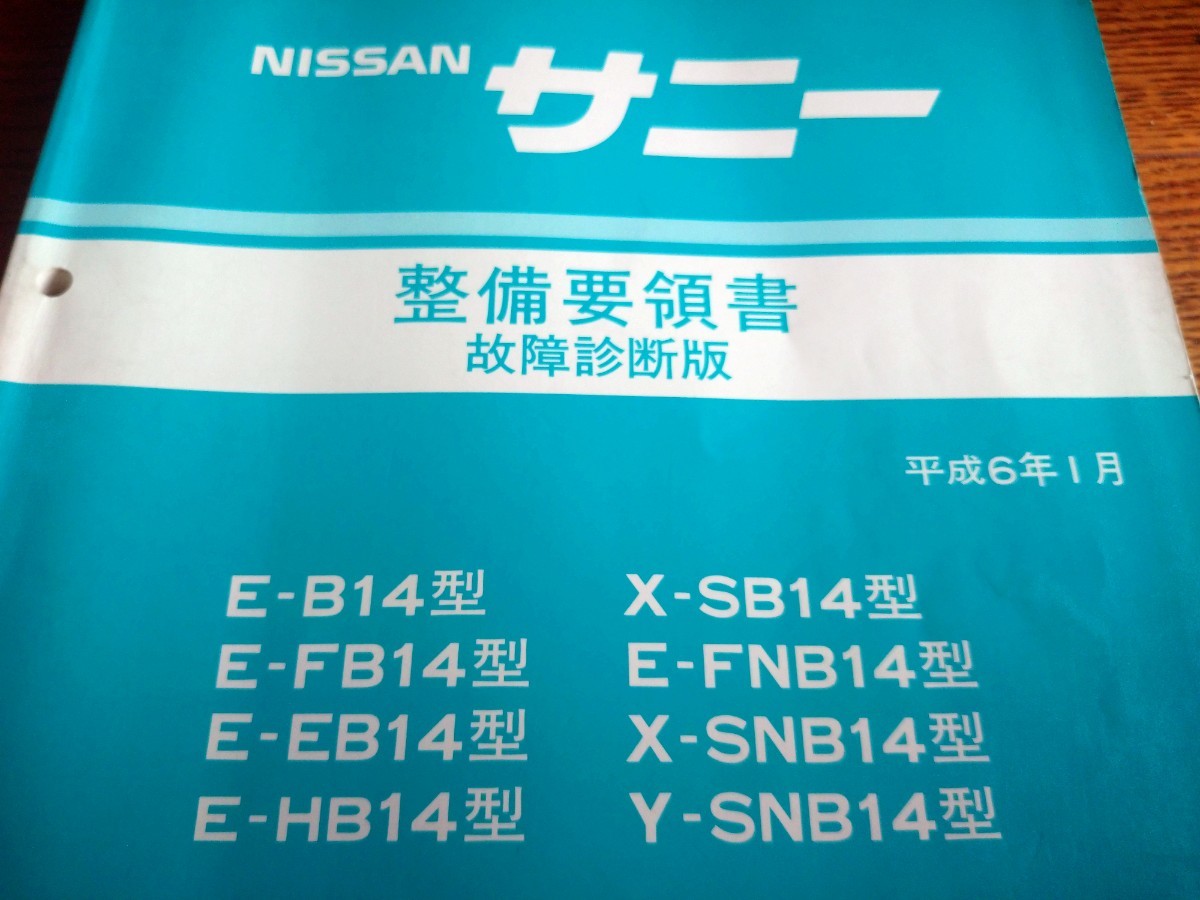 NISSAN サニー
整備要領書
故障診断版
平成6年1月
E-B14型 X-SB14型
E-FB14型 E-FNB14型
E-EB14型 X-SNB14型
E-HB14型 Y-SNB14型